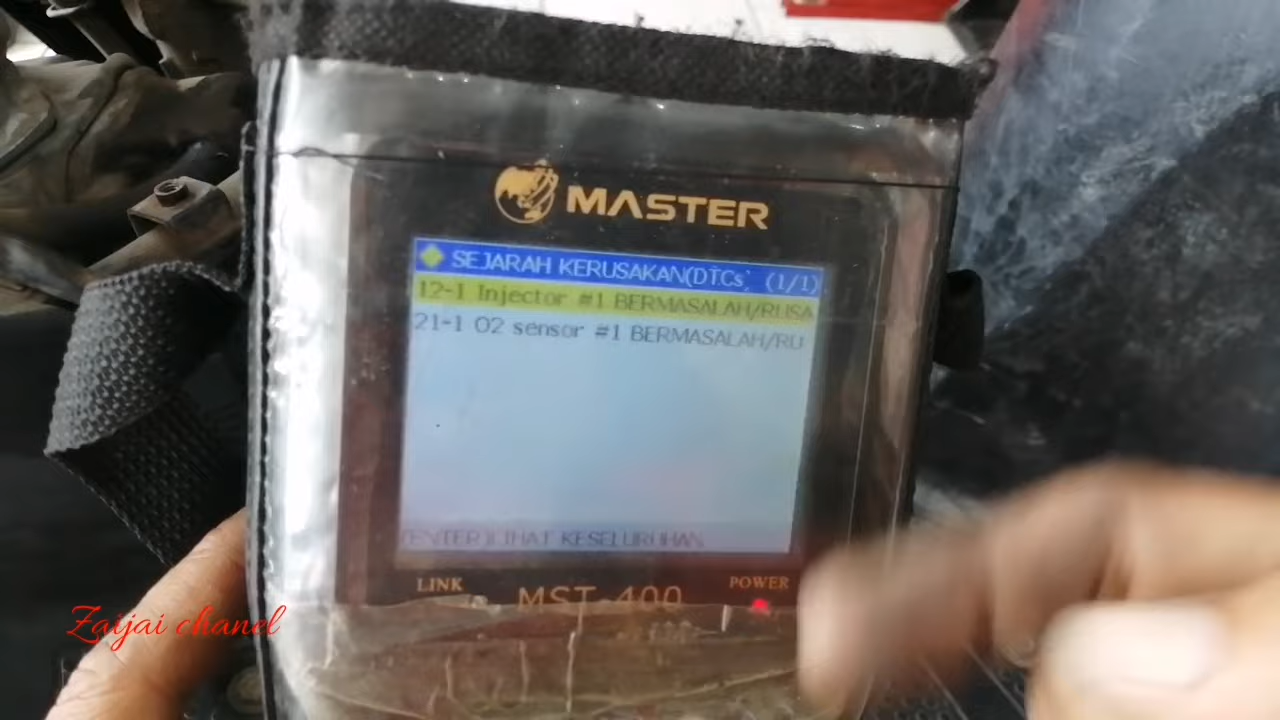 MASTER
SEJARAH KERUSAKAN(DTCs) (1/1)
12-1 Injector #1 BERMASALAH/RUSA
21-1 O2 sensor #1 BERMASALAH/RU
[ENTER]LIHAT KESELURUHAN
LINK
MST-400
POWER
Zaijai chanel